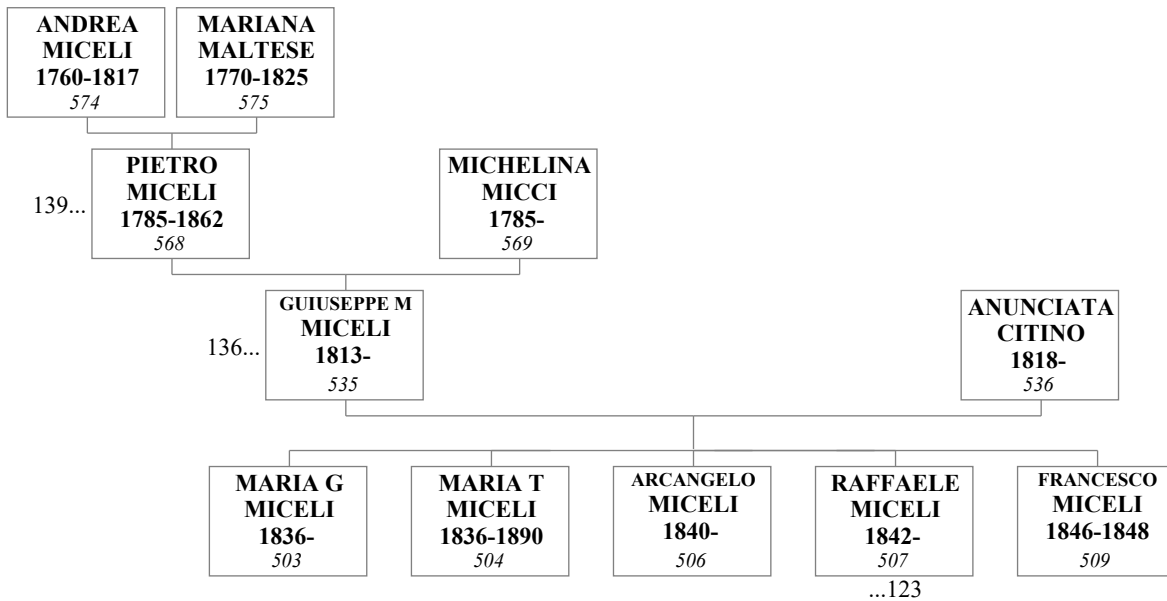 ANDREA
MICELI
1760-1817
574
MARIANA
MALTESE
1770-1825
575
139...
PIETRO
MICELI
1785-1862
568
MICHELINA
MICCI
1785-
569
136...
GUIUSEPPE M
MICELI
1813-
535
ANUNCIATA
CITINO
1818-
536
MARIA G
MICELI
1836-
503
MARIA T
MICELI
1836-1890
504
ARCANGELO
MICELI
1840-
506
RAFFAELE
MICELI
1842-
507
...123
FRANCESCO
MICELI
1846-1848
509